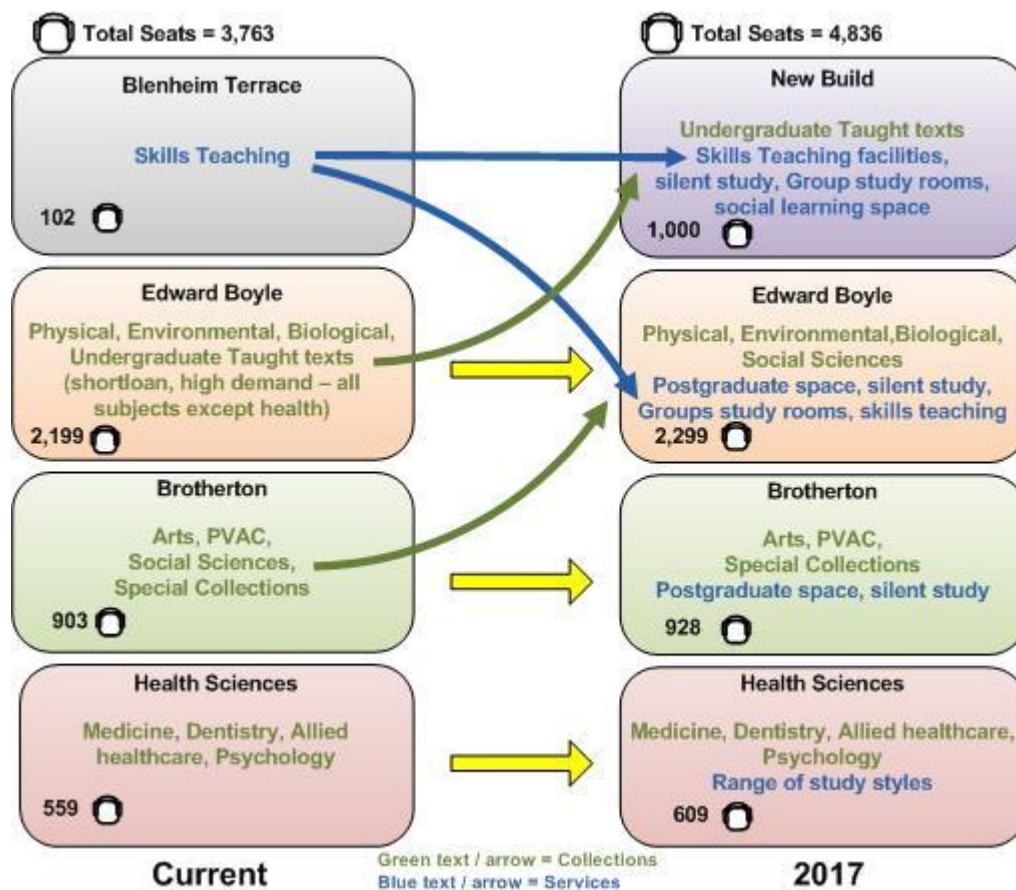 Total Seats = 3,763
Blenheim Terrace
Skills Teaching
102
Edward Boyle
Physical, Environmental, Biological,
Undergraduate Taught texts
(shortloan, high demand – all
subjects except health)
2,199
Brotherton
Arts, PVAC,
Social Sciences,
Special Collections
903
Health Sciences
Medicine, Dentistry, Allied
healthcare, Psychology
559
Current
Total Seats = 4,836
New Build
Undergraduate Taught texts
Skills Teaching facilities,
silent study, Group study rooms,
social learning space
1,000
Edward Boyle
Physical, Environmental,Biological,
Social Sciences
Postgraduate space, silent study,
Groups study rooms, skills teaching
2,299
Brotherton
Arts, PVAC,
Special Collections
Postgraduate space, silent study
928
Health Sciences
Medicine, Dentistry, Allied healthcare,
Psychology
Range of study styles
609
2017
Green text / arrow = Collections
Blue text / arrow = Services